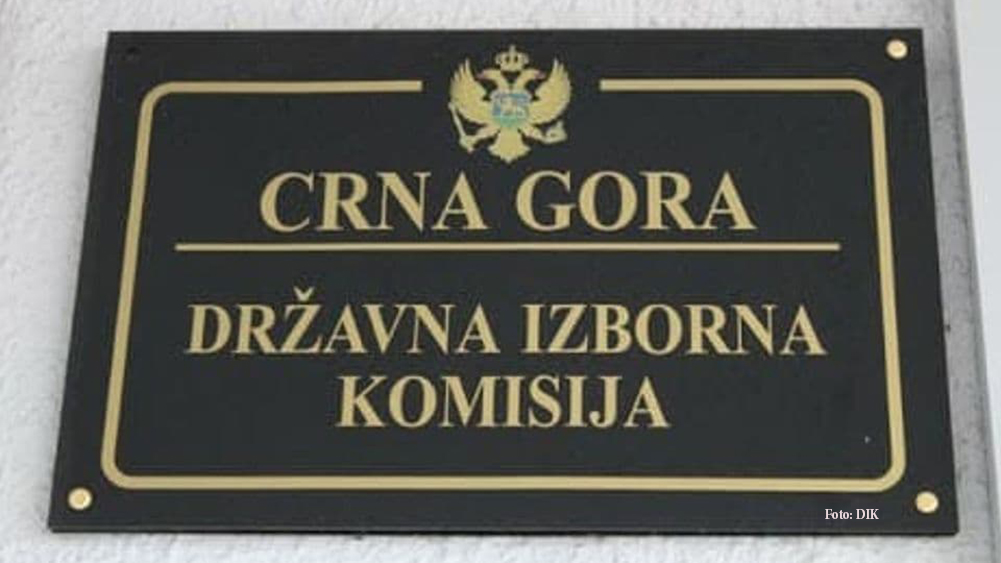 CRNA GORA
DRŽAVNA IZBORNA
KOMISIJA
Foto: DIK